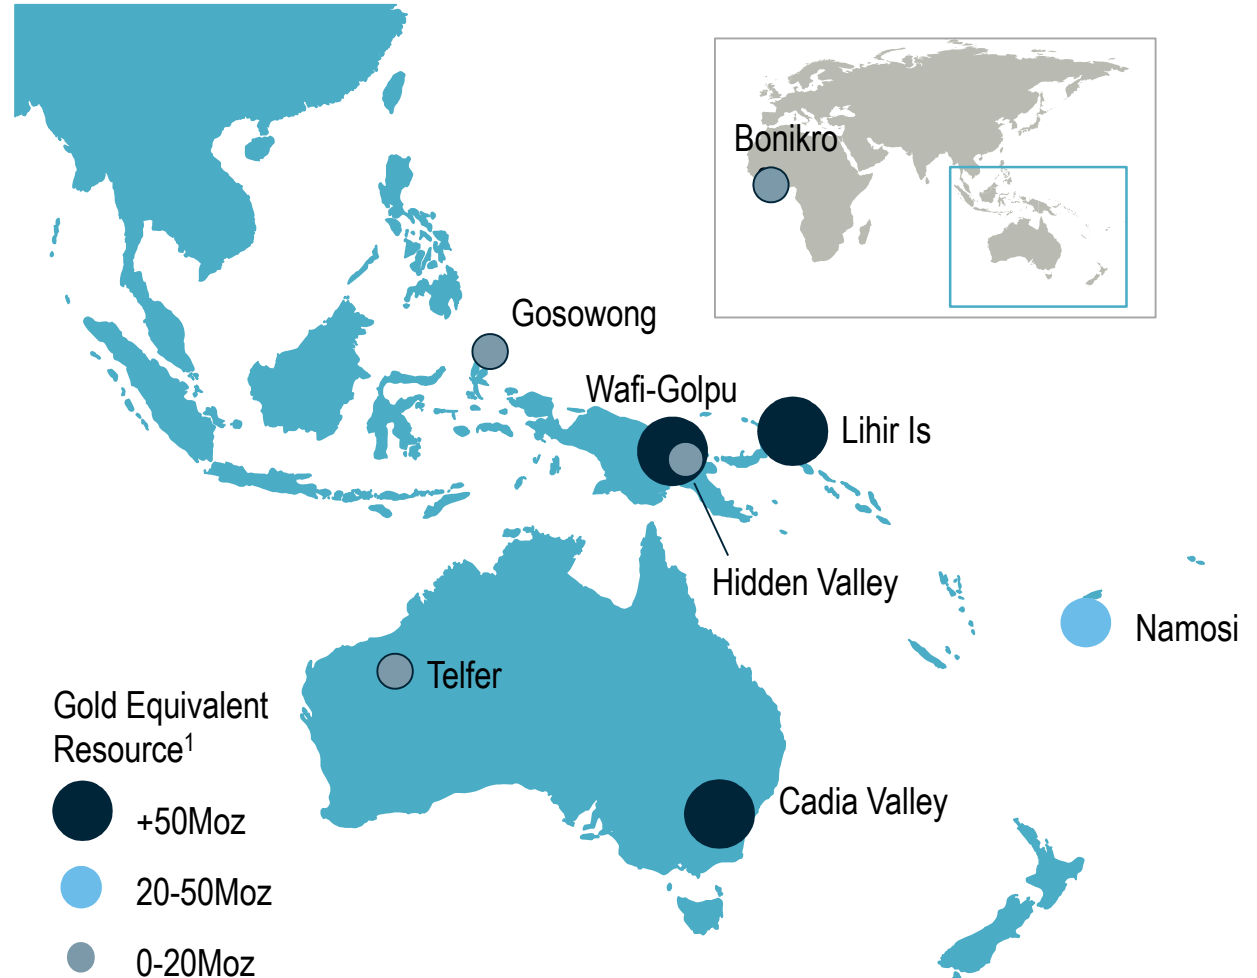 Bonikro
Gosowong
Wafi-Golpu
Lihir Is
Hidden Valley
Namosi
Telfer
Gold Equivalent
Resource¹
Cadia Valley
+50Moz
20-50Moz
0-20Moz